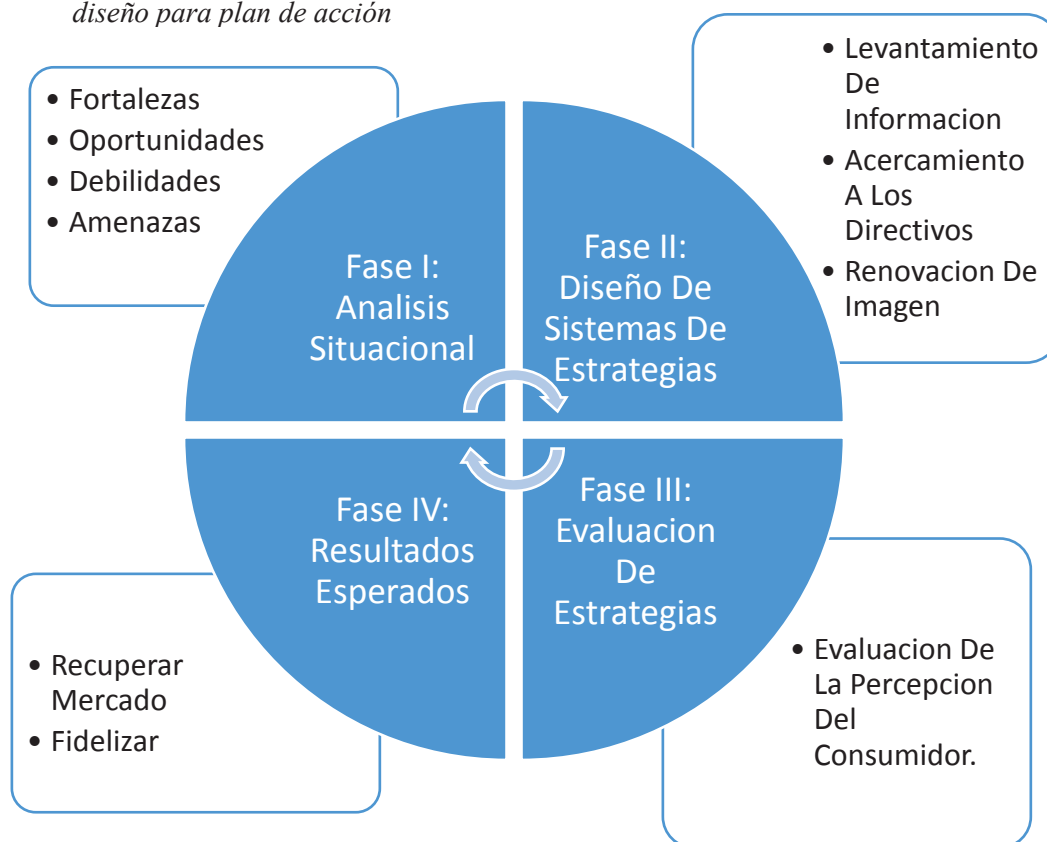 diseño para plan de acción
• Fortalezas
• Oportunidades
• Debilidades
• Amenazas
Fase I:
Analisis
Situacional
Fase II:
Diseño De
Sistemas De
Estrategias
• Levantamiento
De
Informacion
• Acercamiento
A Los
Directivos
• Renovacion De
Imagen
Fase IV:
Resultados
Esperados
Fase III:
Evaluacion
De
Estrategias
• Recuperar
Mercado
• Fidelizar
• Evaluacion De
La Percepcion
Del
Consumidor.